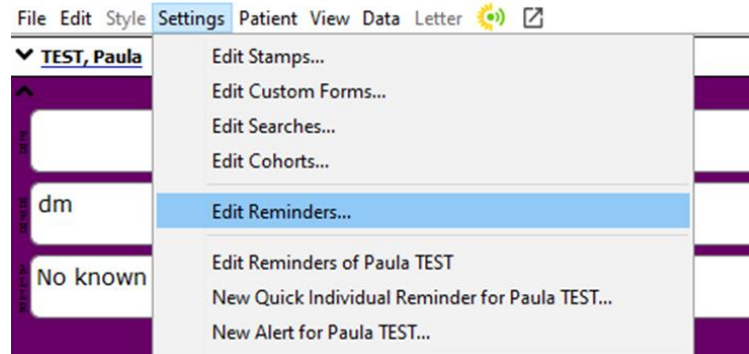 File Edit Style Settings Patient View Data Letter
TEST, Paula
Edit Stamps...
Edit Custom Forms...
Edit Searches...
Edit Cohorts...
dm
Edit Reminders...
No known
Edit Reminders of Paula TEST
New Quick Individual Reminder for Paula TEST...
New Alert for Paula TEST...